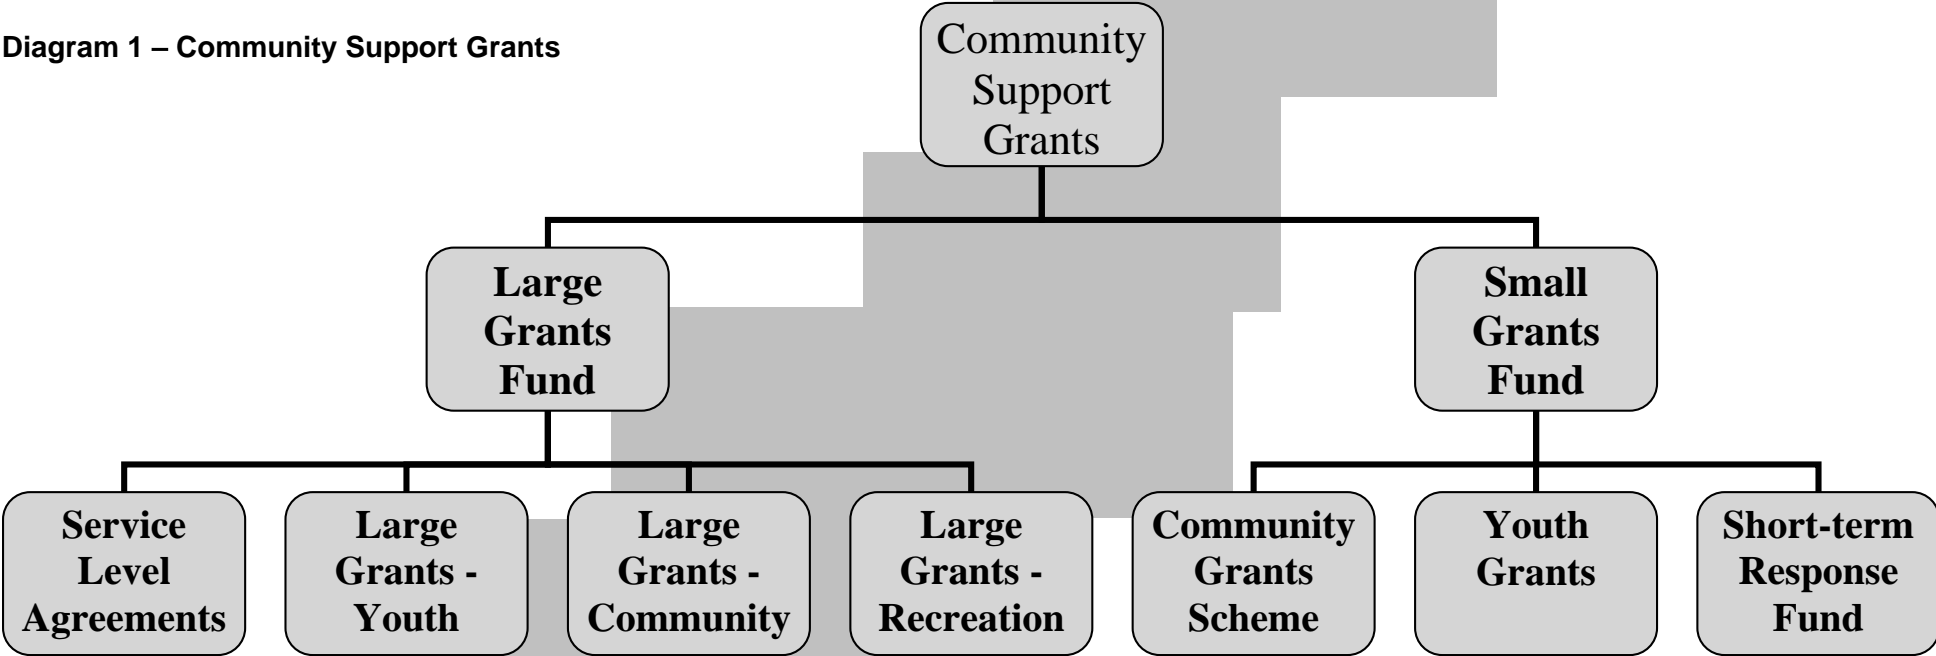 Diagram 1 – Community Support Grants
Community
Support
Grants
Large
Grants
Fund
Small
Grants
Fund
Service
Level
Agreements
Large
Grants -
Youth
Large
Grants -
Community
Large
Grants -
Recreation
Community
Grants
Scheme
Youth
Grants
Short-term
Response
Fund